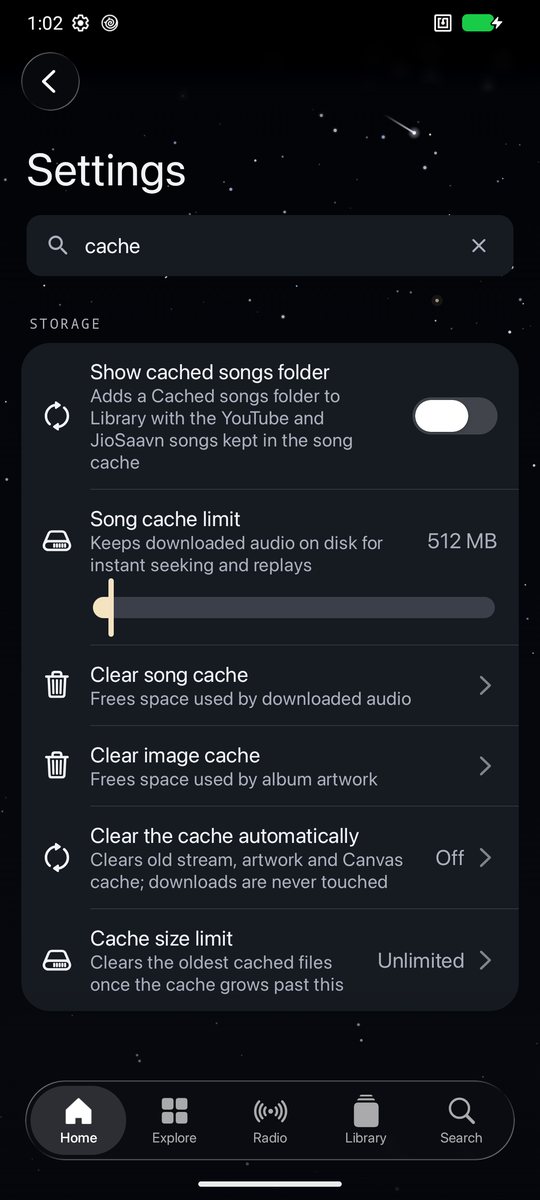 1:02
Settings
cache
STORAGE
Show cached songs folder
Adds a Cached songs folder to
Library with the YouTube and
JioSaavn songs kept in the song
cache
Song cache limit
Keeps downloaded audio on disk for
instant seeking and replays
512 MB
Clear song cache
Frees space used by downloaded audio
Clear image cache
Frees space used by album artwork
Clear the cache automatically
Clears old stream, artwork and Canvas
cache; downloads are never touched
Off
Cache size limit
Clears the oldest cached files
once the cache grows past this
Unlimited
Home
Explore
Radio
Library
Search